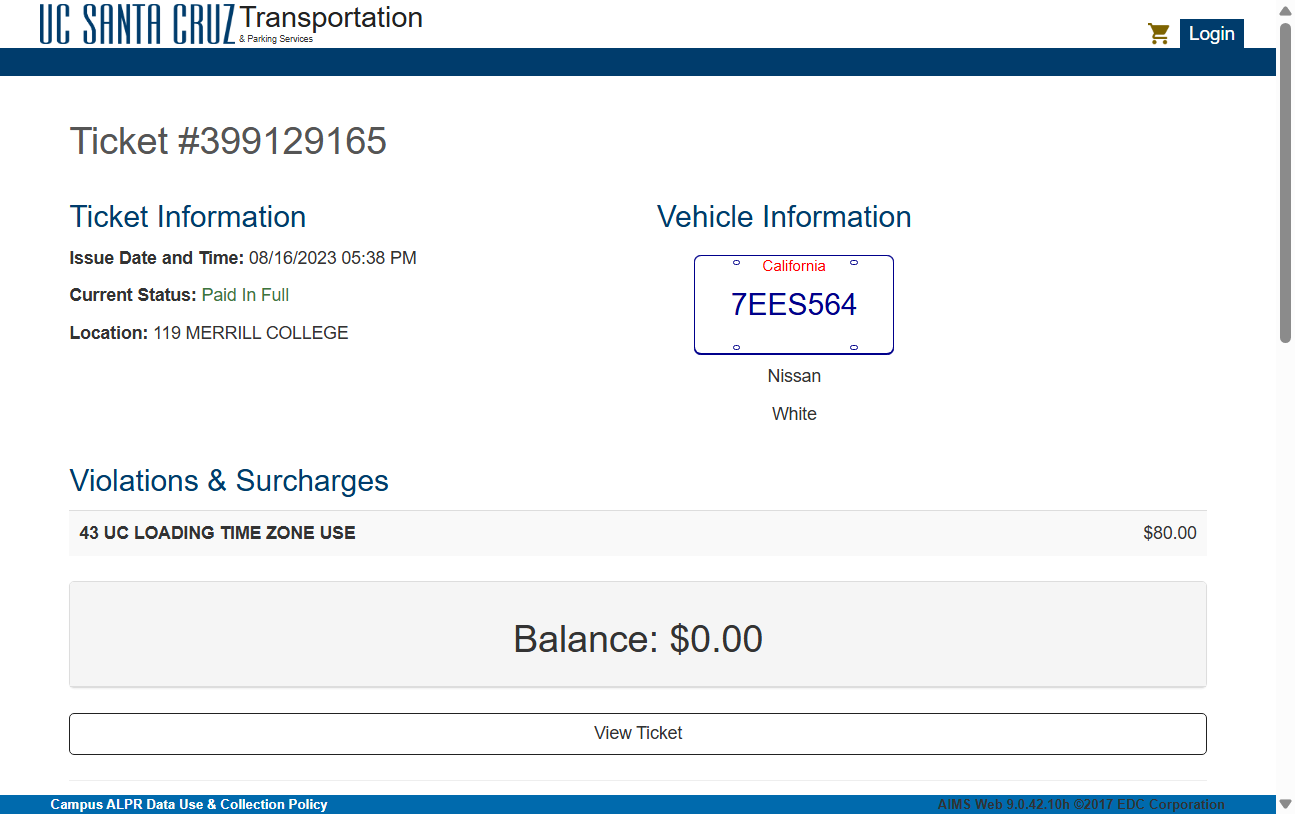 UC SANTA CRUZ Transportation
& Parking Services
Login
Ticket #399129165
Ticket Information
Issue Date and Time: 08/16/2023 05:38 PM
Current Status: Paid In Full
Location: 119 MERRILL COLLEGE
Vehicle Information
California
7EES564
Nissan
White
Violations & Surcharges
43 UC LOADING TIME ZONE USE $80.00
Balance: $0.00
View Ticket
Campus ALPR Data Use & Collection Policy AIMS Web 9.0.42.10h ©2017 EDC Corporation